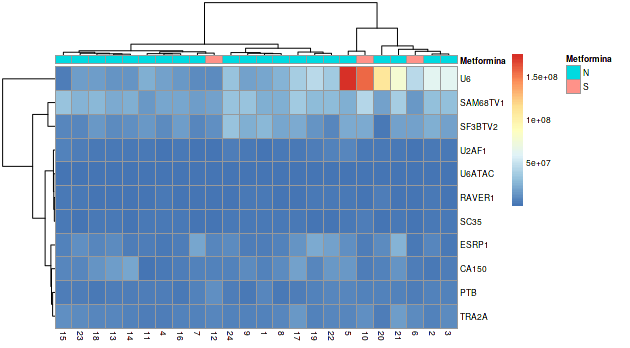 Metformina
Metformina
U6
N
1.5e+08
S
SAM68TV1
1e+08
SF3BTV2
U2AF1
5e+07
U6ATAC
RAVER1
SC35
ESRP1
CA150
PTB
TRA2A
15 23 18 13 14 11 4 16 7 12 24 9 1 8 17 19 22 5 10 20 21 6 2 3